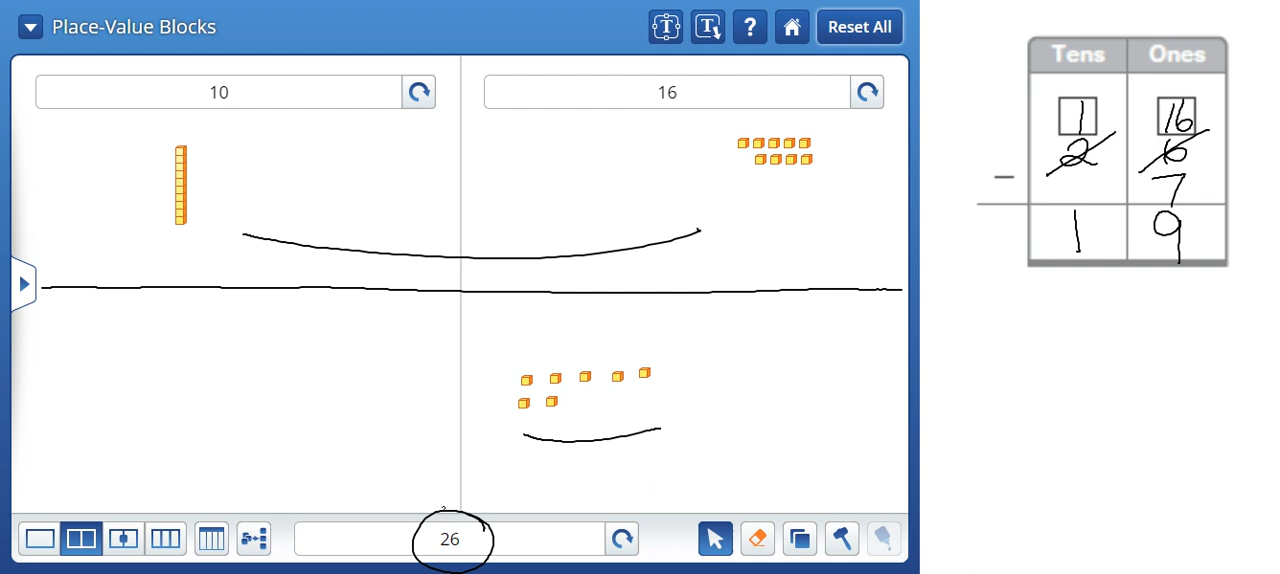 Place-Value Blocks
T T ? Reset All
10 16
26
Tens Ones
1 16
2 6
− 7
1 9